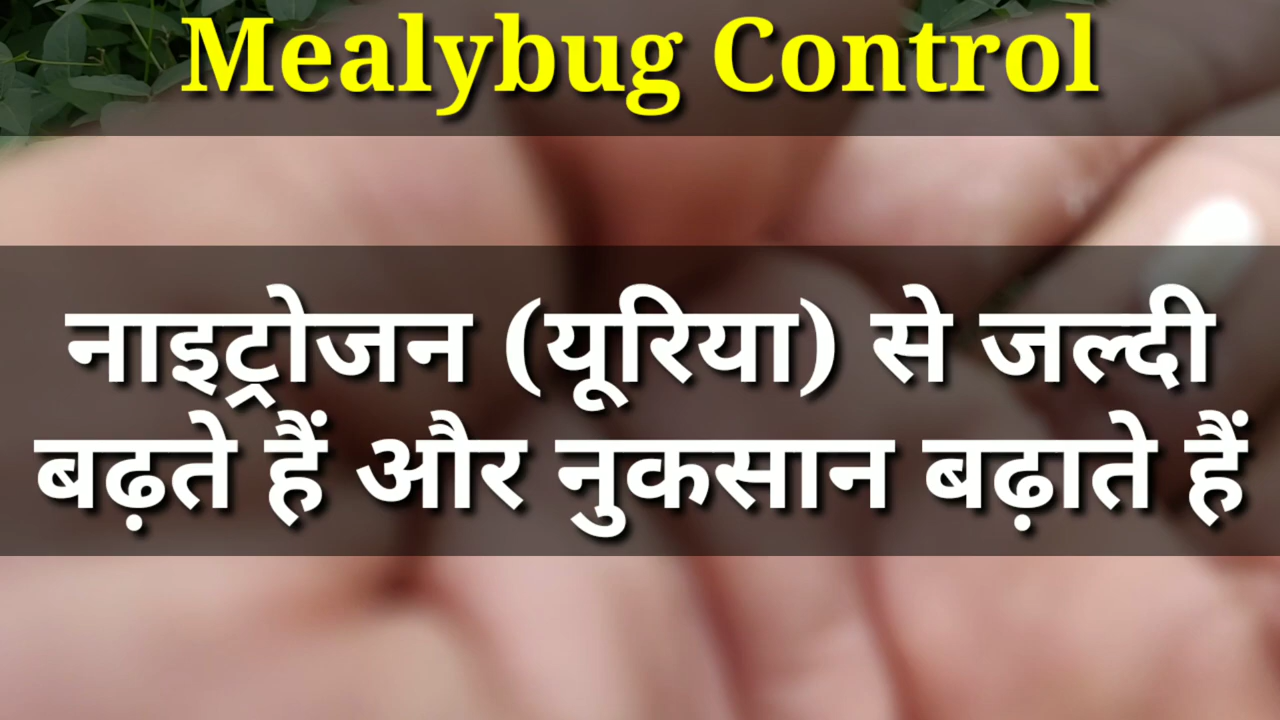 Mealybug Control
नाइट्रोजन (यूरिया) से जल्दी
बढ़ते हैं और नुकसान बढ़ाते हैं